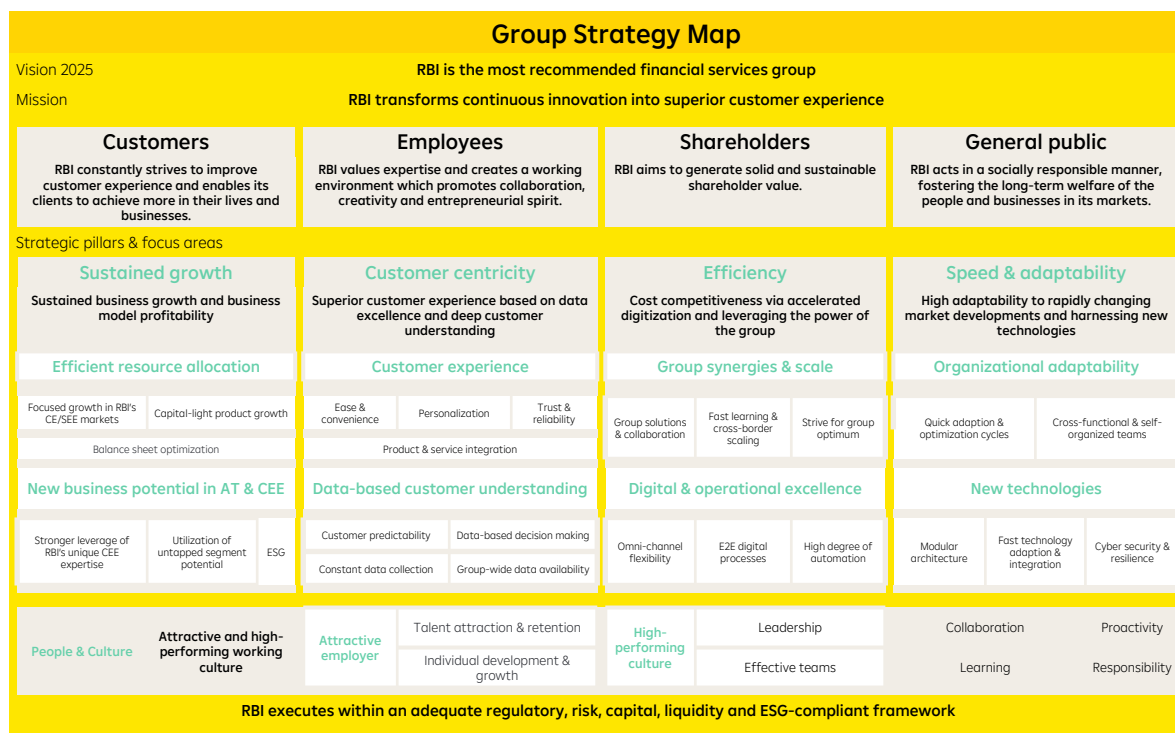 Group Strategy Map
Vision 2025
RBI is the most recommended financial services group
Mission
RBI transforms continuous innovation into superior customer experience
Customers
RBI constantly strives to improve
customer experience and enables its
clients to achieve more in their lives and
businesses.
Employees
RBI values expertise and creates a working
environment which promotes collaboration,
creativity and entrepreneurial spirit.
Shareholders
RBI aims to generate solid and sustainable
shareholder value.
General public
RBI acts in a socially responsible manner,
fostering the long-term welfare of the
people and businesses in its markets.
Strategic pillars & focus areas
Sustained growth
Sustained business growth and business
model profitability
Customer centricity
Superior customer experience based on data
excellence and deep customer
understanding
Efficiency
Cost competitiveness via accelerated
digitization and leveraging the power of
the group
Speed & adaptability
High adaptability to rapidly changing
market developments and harnessing new
technologies
Efficient resource allocation
Focused growth in RBI's
CE/SEE markets
Capital-light product growth
Balance sheet optimization
Customer experience
Ease &
convenience
Personalization
Trust &
reliability
Product & service integration
Group synergies & scale
Group solutions
& collaboration
Fast learning &
cross-border
scaling
Strive for group
optimum
Organizational adaptability
Quick adaption &
optimization cycles
Cross-functional & self-
organized teams
New business potential in AT & CEE
Stronger leverage of
RBI's unique CEE
expertise
Utilization of
untapped segment
potential
ESG
Data-based customer understanding
Customer predictability
Data-based decision making
Constant data collection
Group-wide data availability
Digital & operational excellence
Omni-channel
flexibility
E2E digital
processes
High degree of
automation
New technologies
Modular
architecture
Fast technology
adaption &
integration
Cyber security &
resilience
People & Culture
Attractive and high-
performing working
culture
Attractive
employer
Talent attraction & retention
Individual development &
growth
High-
performing
culture
Leadership
Effective teams
Collaboration
Proactivity
Learning
Responsibility
RBI executes within an adequate regulatory, risk, capital, liquidity and ESG-compliant framework